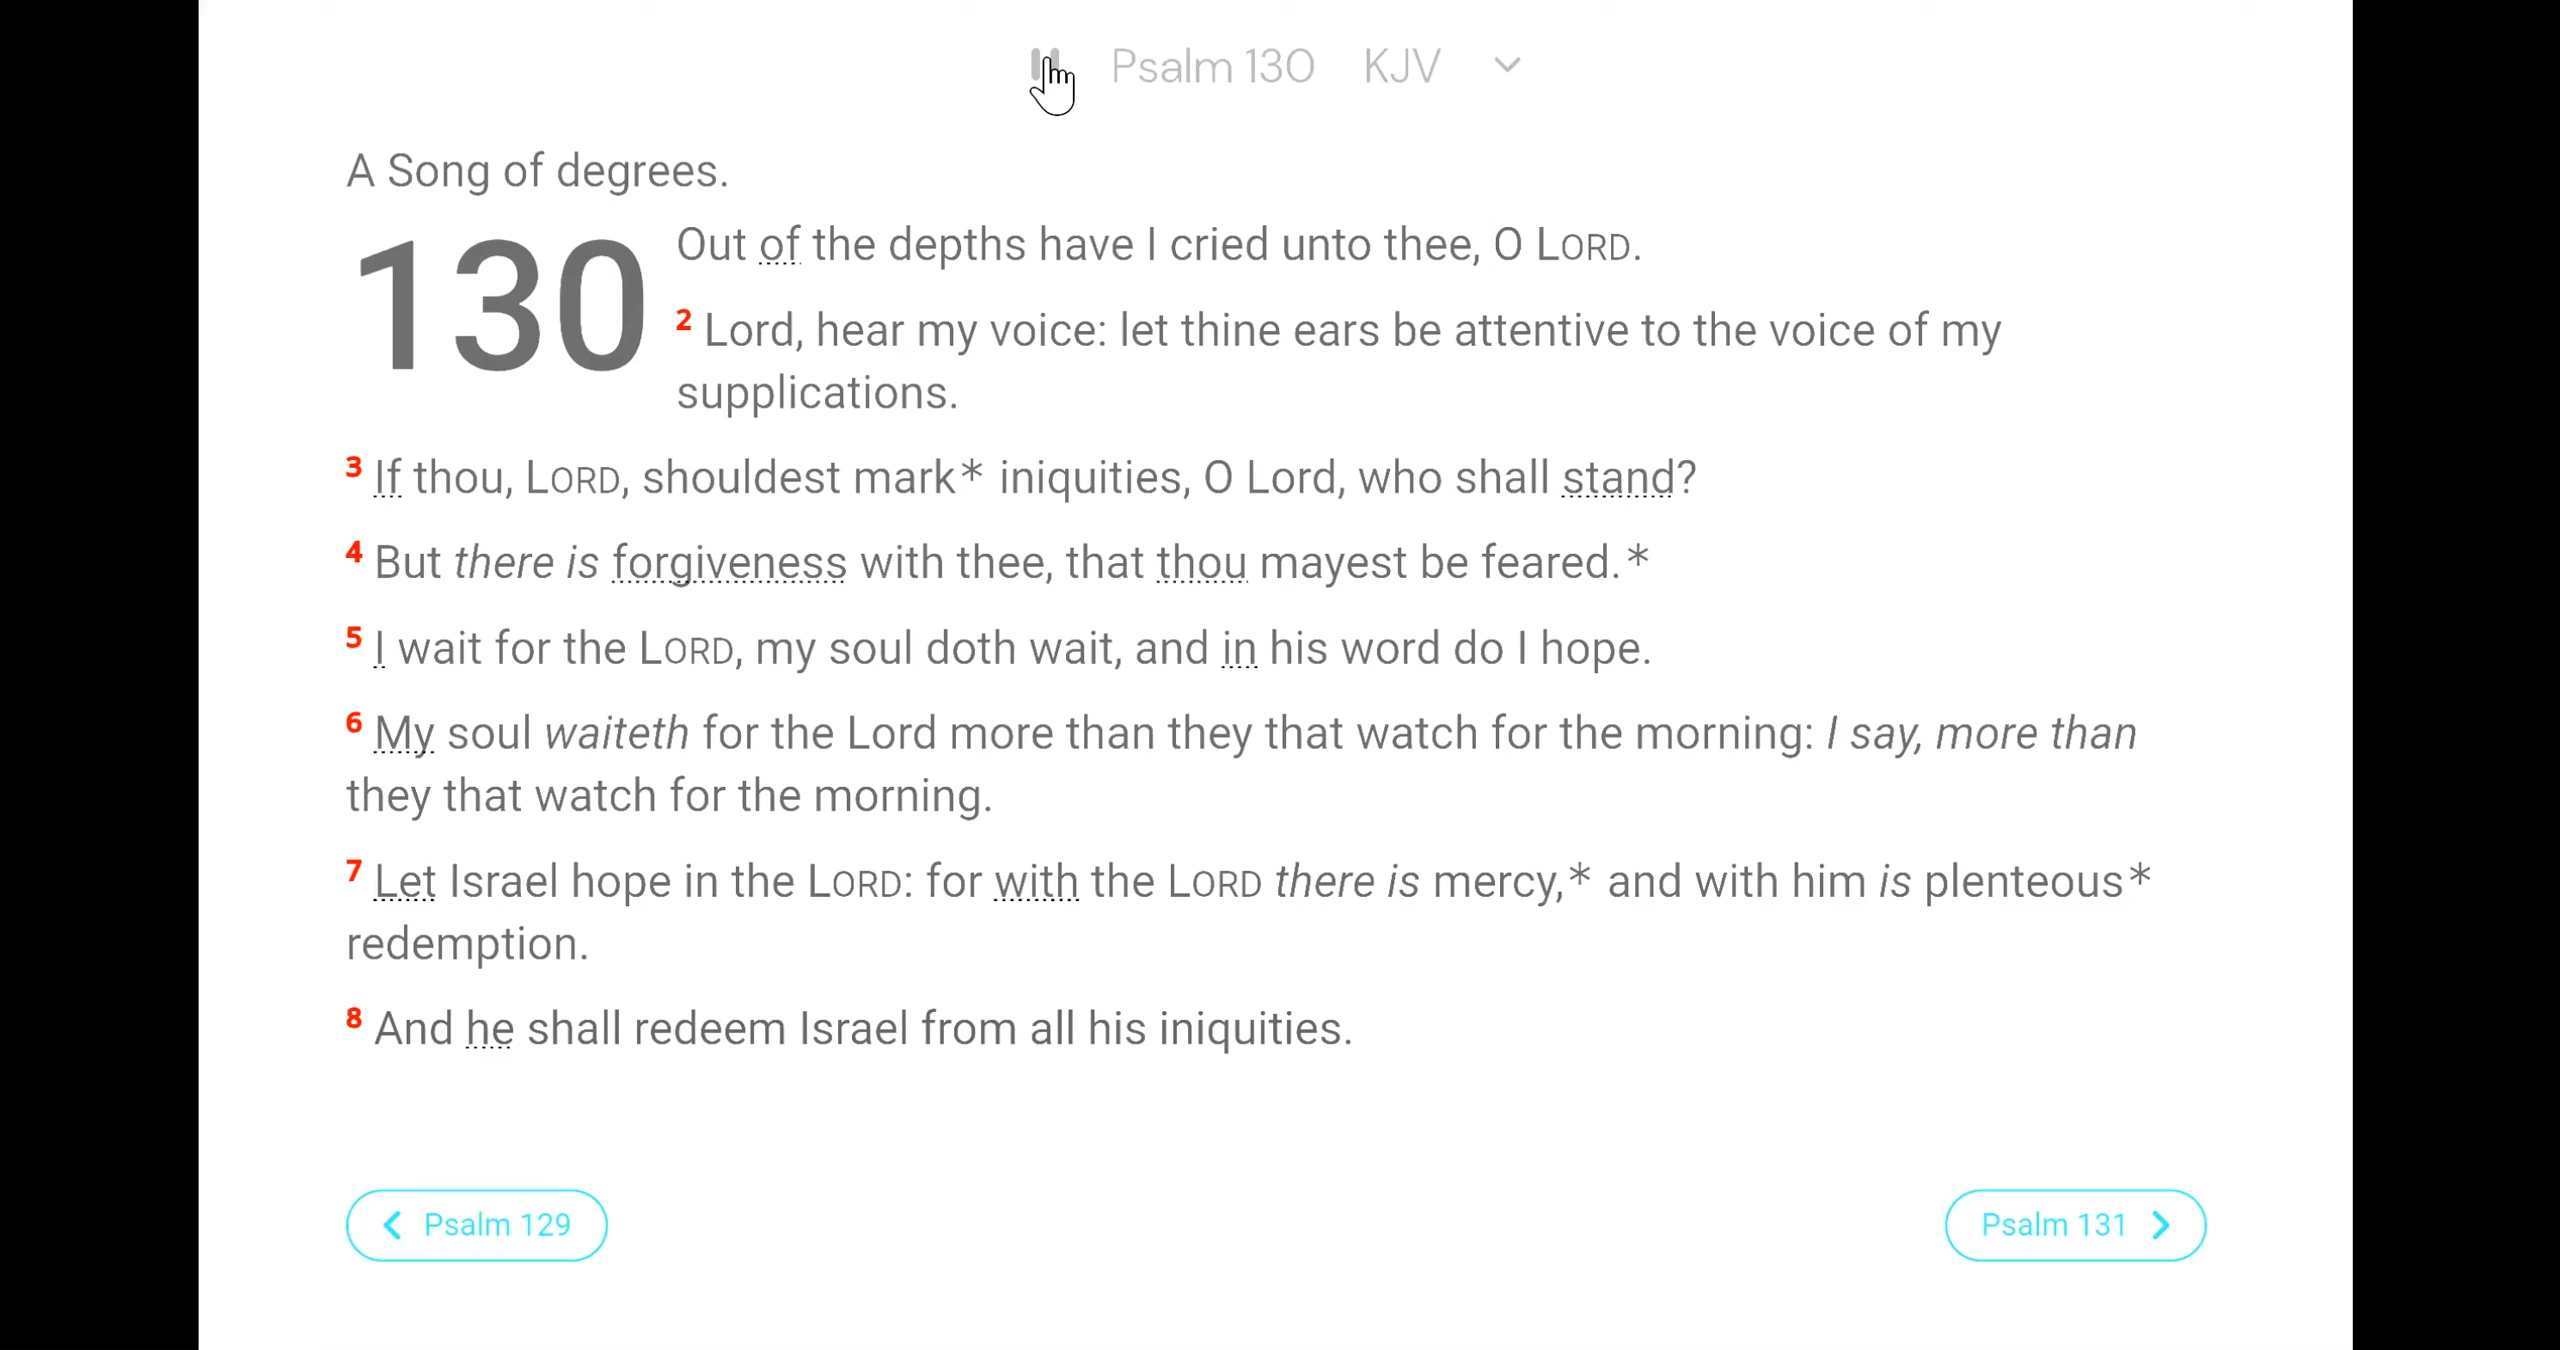 Psalm 130 KJV
A Song of degrees.
130
Out of the depths have I cried unto thee, O LORD.
2 Lord, hear my voice: let thine ears be attentive to the voice of my
supplications.
3 If thou, LORD, shouldest mark* iniquities, O Lord, who shall stand?
4 But there is forgiveness with thee, that thou mayest be feared.*
5 I wait for the LORD, my soul doth wait, and in his word do I hope.
6 My soul waiteth for the Lord more than they that watch for the morning: I say, more than
they that watch for the morning.
7 Let Israel hope in the LORD: for with the LORD there is mercy,* and with him is plenteous*
redemption.
8 And he shall redeem Israel from all his iniquities.
Psalm 129
Psalm 131